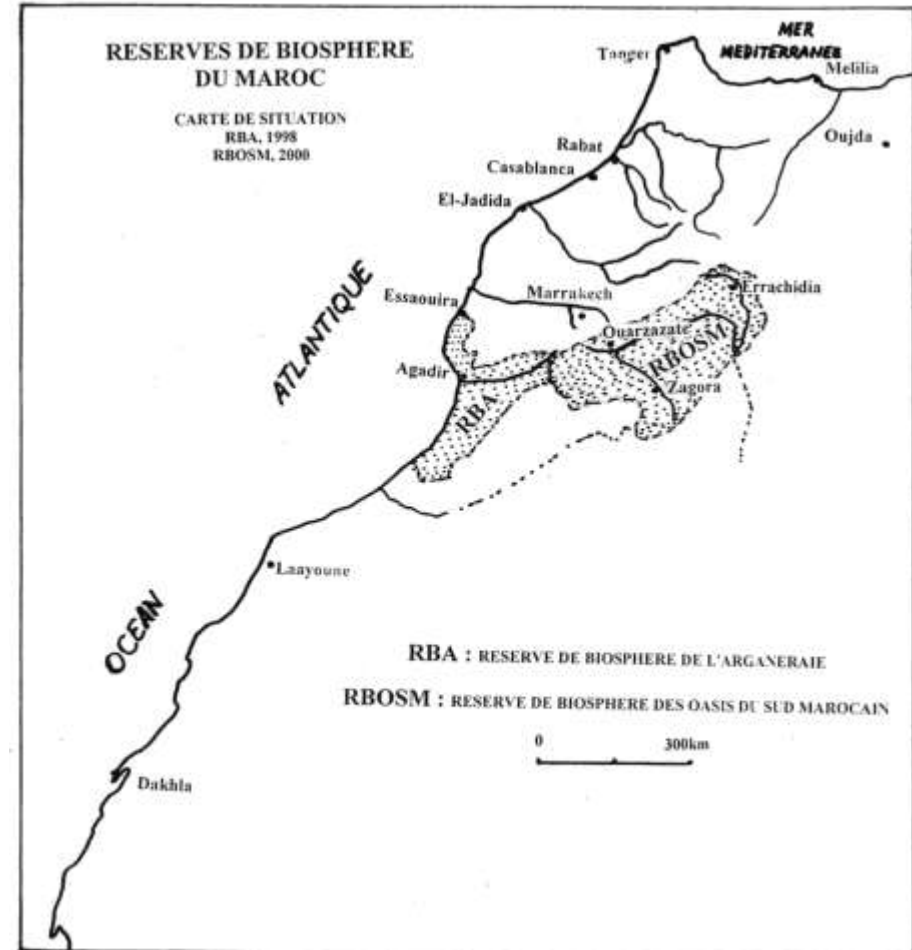 RESERVES DE BIOSPHERE
DU MAROC
CARTE DE SITUATION
RBA, 1998
RBOSM, 2000
MER
MEDITERRANEE
Tanger
Melilia
Oujda
Rabat
Casablanca
El-Jadida
ATLANTIQUE
Essaouira
Marrakech
Errachidia
Ouarzazate
RBOSM
Agadir
Zagora
RBA
Laayoune
OCEAN
RBA : RESERVE DE BIOSPHERE DE L'ARGANERAIE
RBOSM : RESERVE DE BIOSPHERE DES OASIS DU SUD MAROCAIN
0 300km
Dakhla